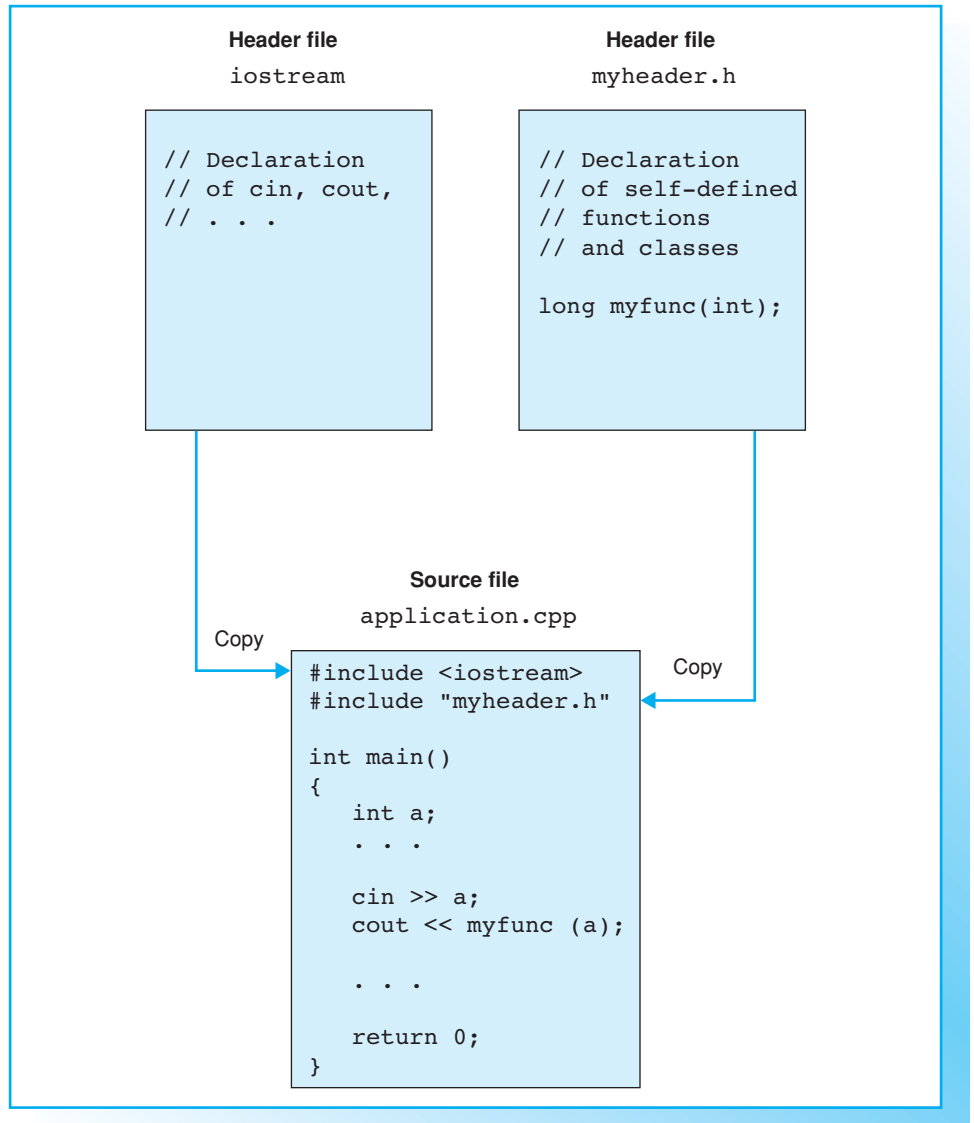 Header file
iostream
// Declaration
// of cin, cout,
// . . .
Header file
myheader.h
// Declaration
// of self-defined
// functions
// and classes
long myfunc(int);
Copy
Copy
Source file
application.cpp
#include <iostream>
#include "myheader.h"
int main()
{
   int a;
   . . .
   cin >> a;
   cout << myfunc (a);
   . . .
   return 0;
}